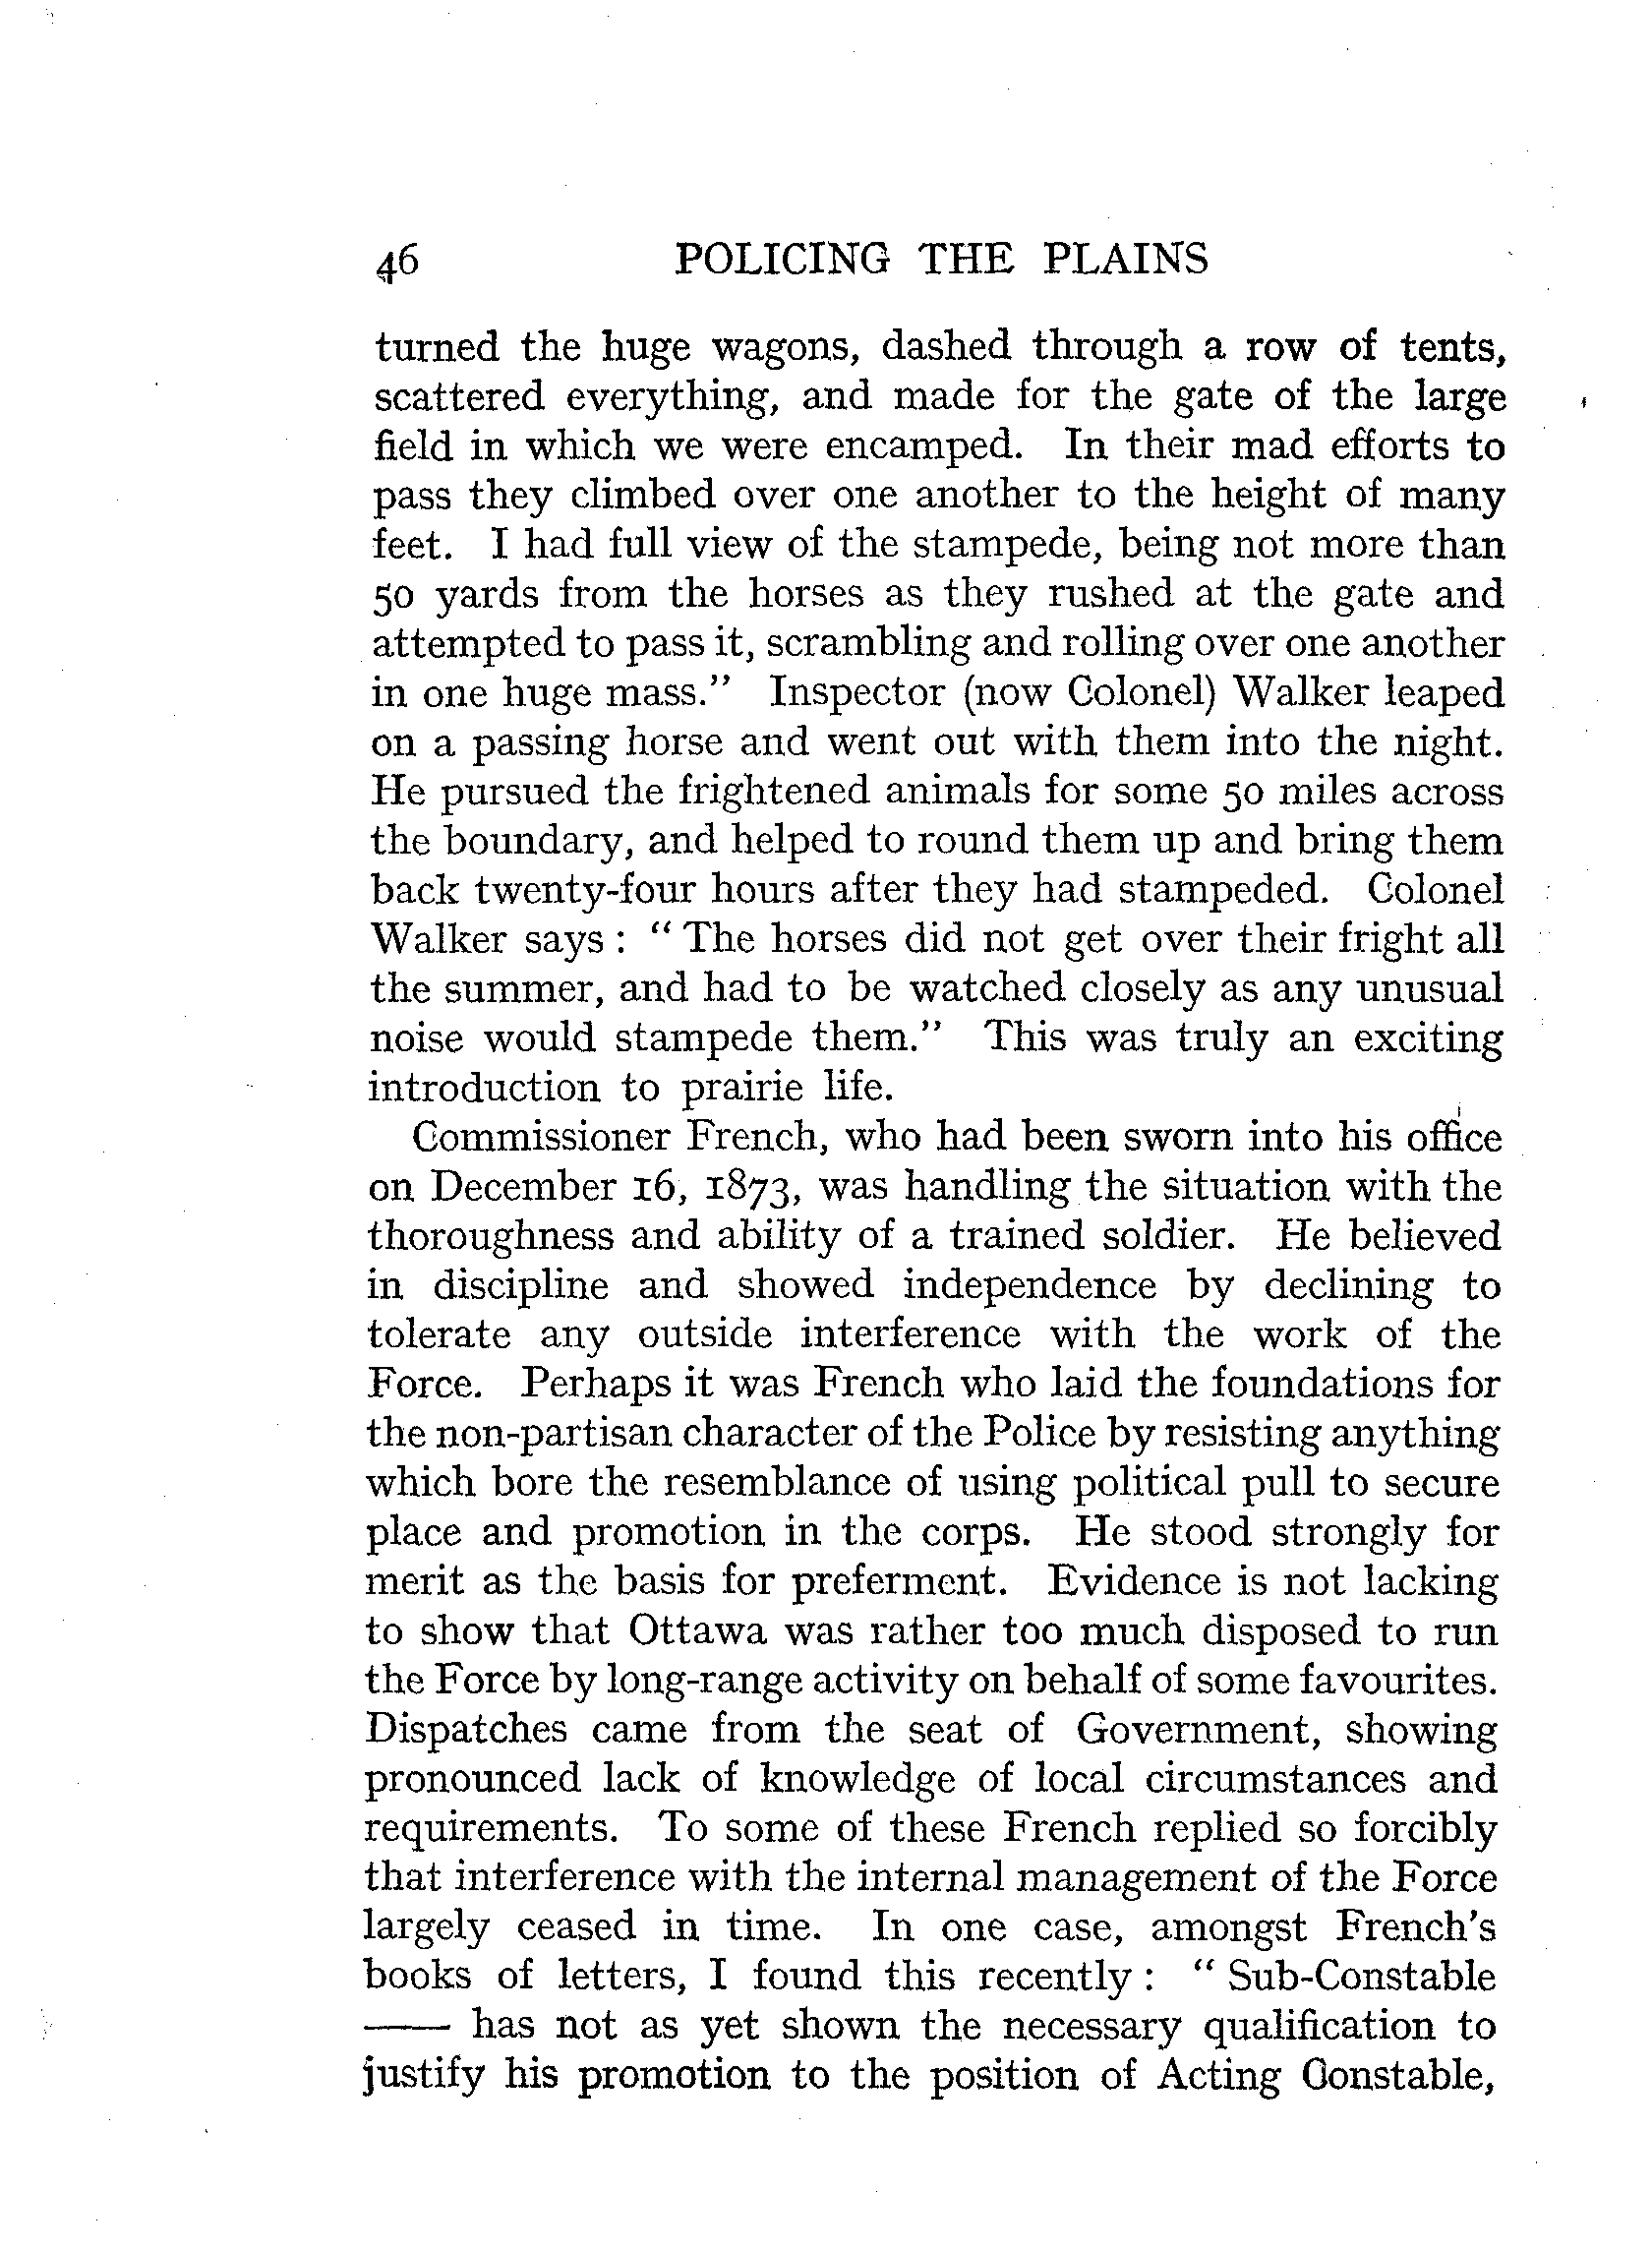 46 POLICING THE PLAINS
turned the huge wagons, dashed through a row of tents,
scattered everything, and made for the gate of the large
field in which we were encamped. In their mad efforts to
pass they climbed over one another to the height of many
feet. I had full view of the stampede, being not more than
50 yards from the horses as they rushed at the gate and
attempted to pass it, scrambling and rolling over one another
in one huge mass." Inspector (now Colonel) Walker leaped
on a passing horse and went out with them into the night.
He pursued the frightened animals for some 50 miles across
the boundary, and helped to round them up and bring them
back twenty-four hours after they had stampeded. Colonel
Walker says : " The horses did not get over their fright all
the summer, and had to be watched closely as any unusual
noise would stampede them." This was truly an exciting
introduction to prairie life.
Commissioner French, who had been sworn into his office
on December 16, 1873, was handling the situation with the
thoroughness and ability of a trained soldier. He believed
in discipline and showed independence by declining to
tolerate any outside interference with the work of the
Force. Perhaps it was French who laid the foundations for
the non-partisan character of the Police by resisting anything
which bore the resemblance of using political pull to secure
place and promotion in the corps. He stood strongly for
merit as the basis for preferment. Evidence is not lacking
to show that Ottawa was rather too much disposed to run
the Force by long-range activity on behalf of some favourites.
Dispatches came from the seat of Government, showing
pronounced lack of knowledge of local circumstances and
requirements. To some of these French replied so forcibly
that interference with the internal management of the Force
largely ceased in time. In one case, amongst French's
books of letters, I found this recently : " Sub-Constable
—— has not as yet shown the necessary qualification to
justify his promotion to the position of Acting Constable,